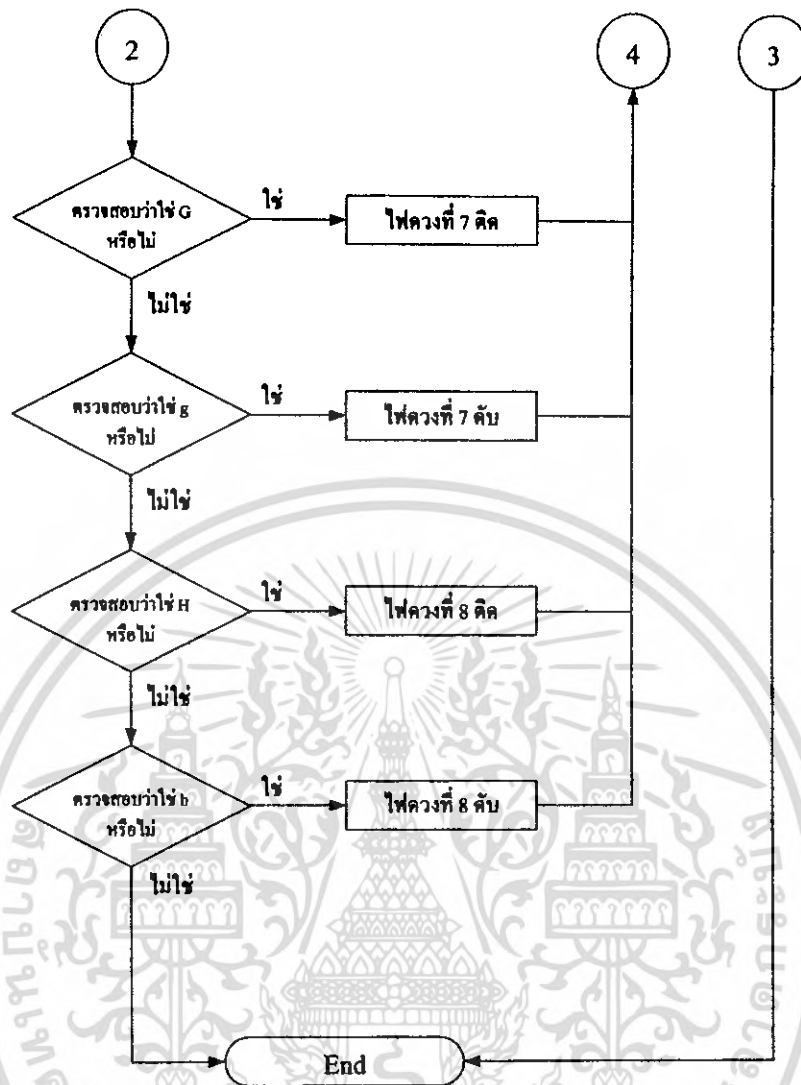 2
4
3
ตรวจสอบว่าใช่ G
หรือไม่
ใช่
ไฟดวงที่ 7 ติด
ไม่ใช่
ตรวจสอบว่าใช่ g
หรือไม่
ใช่
ไฟดวงที่ 7 ดับ
ไม่ใช่
ตรวจสอบว่าใช่ H
หรือไม่
ใช่
ไฟดวงที่ 8 ติด
ไม่ใช่
ตรวจสอบว่าใช่ h
หรือไม่
ใช่
ไฟดวงที่ 8 ดับ
ไม่ใช่
End